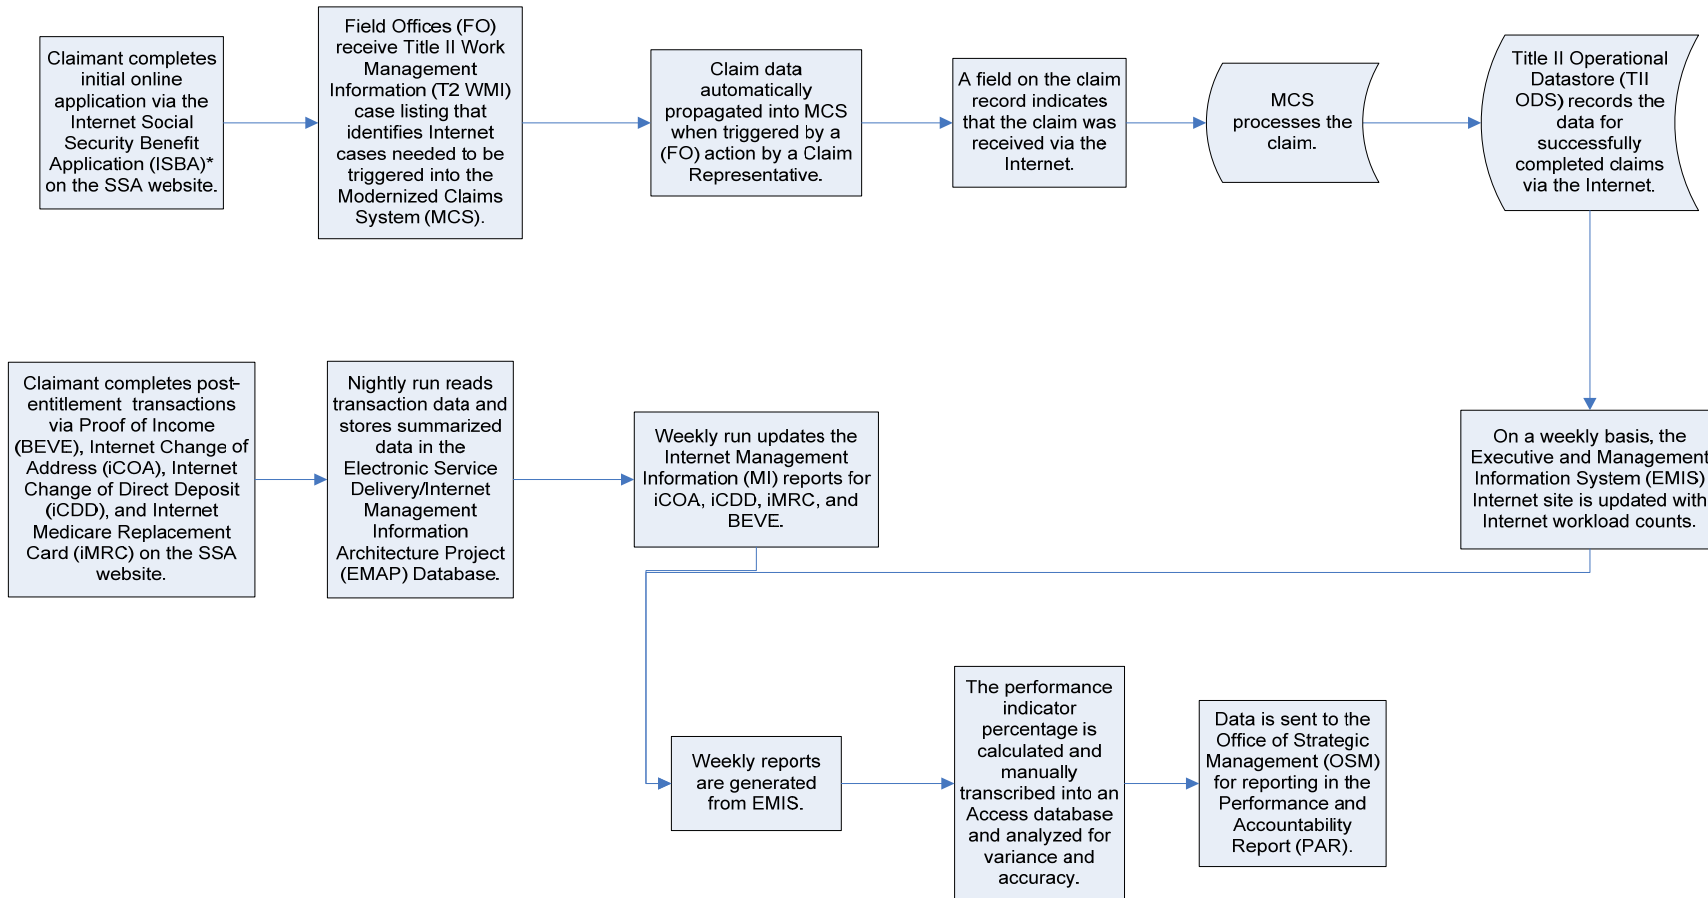 Claimant completes
initial online
application via the
Internet Social
Security Benefit
Application (ISBA)*
on the SSA website.
Field Offices (FO)
receive Title II Work
Management
Information (T2 WMI)
case listing that
identifies Internet
cases needed to be
triggered into the
Modernized Claims
System (MCS).
Claim data
automatically
propagated into MCS
when triggered by a
(FO) action by a Claim
Representative.
A field on the claim
record indicates
that the claim was
received via the
Internet.
MCS
processes the
claim.
Title II Operational
Datastore (TII
ODS) records the
data for
successfully
completed claims
via the Internet.
Claimant completes post-
entitlement transactions
via Proof of Income
(BEVE), Internet Change of
Address (iCOA), Internet
Change of Direct Deposit
(iCDD), and Internet
Medicare Replacement
Card (iMRC) on the SSA
website.
Nightly run reads
transaction data and
stores summarized
data in the
Electronic Service
Delivery/Internet
Management
Information
Architecture Project
(EMAP) Database.
Weekly run updates the
Internet Management
Information (MI) reports for
iCOA, iCDD, iMRC, and
BEVE.
On a weekly basis, the
Executive and Management
Information System (EMIS)
Internet site is updated with
Internet workload counts.
Weekly reports
are generated
from EMIS.
The performance
indicator
percentage is
calculated and
manually
transcribed into an
Access database
and analyzed for
variance and
accuracy.
Data is sent to the
Office of Strategic
Management (OSM)
for reporting in the
Performance and
Accountability
Report (PAR).